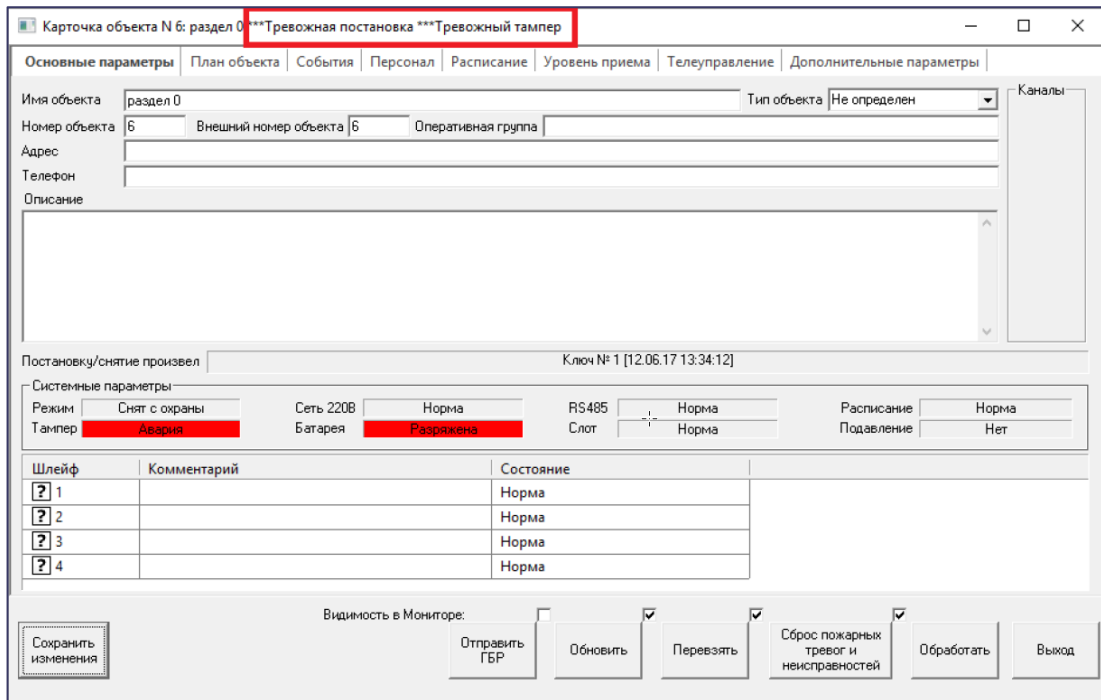 Карточка объекта N 6: раздел 0 ***Тревожная постановка ***Тревожный тампер
Основные параметры План объекта События Персонал Расписание Уровень приема Телеуправление Дополнительные параметры
Имя объекта раздел 0 Тип объекта Не определен Каналы
Номер объекта 6 Внешний номер объекта 6 Оперативная группа
Адрес
Телефон
Описание
Постановку/снятие произвел Ключ № 1 [12.06.17 13:34:12]
Системные параметры
Режим Снят с охраны Сеть 220В Норма RS485 Норма Расписание Норма
Тампер Авария Батарея Разряжена Слот Норма Подавление Нет
Шлейф Комментарий Состояние
? 1 Норма
? 2 Норма
? 3 Норма
? 4 Норма
Видимость в Мониторе:
Сохранить изменения
Отправить ГБР
Обновить
Перевзять
Сброс пожарных тревог и неисправностей
Обработать
Выход